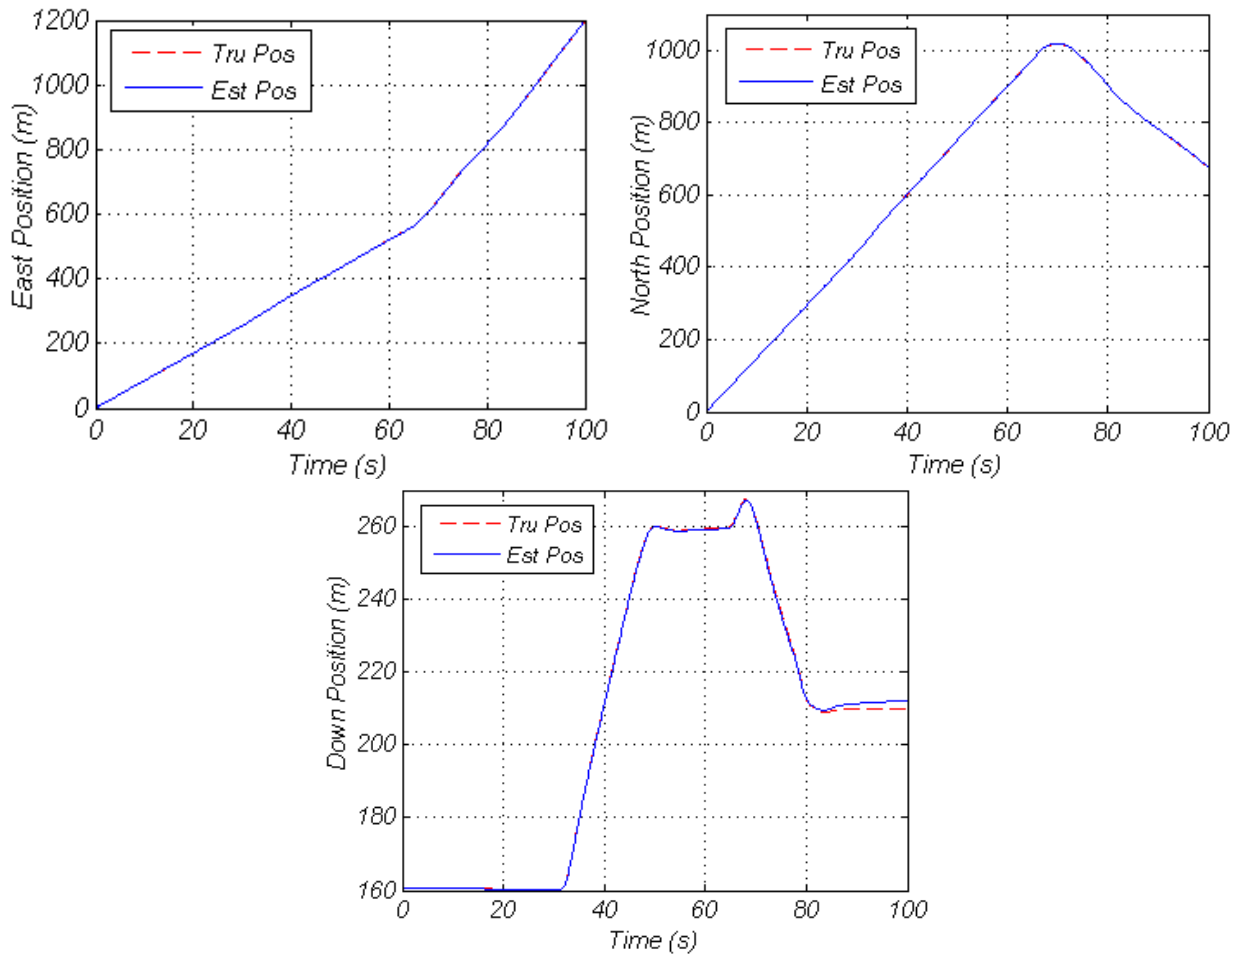 1200
1000
800
600
400
200
0
East Position (m)
Tru Pos
Est Pos
0 20 40 60 80 100
Time (s)
1000
800
600
400
200
0
North Position (m)
Tru Pos
Est Pos
0 20 40 60 80 100
Time (s)
260
240
220
200
180
160
Down Position (m)
Tru Pos
Est Pos
0 20 40 60 80 100
Time (s)